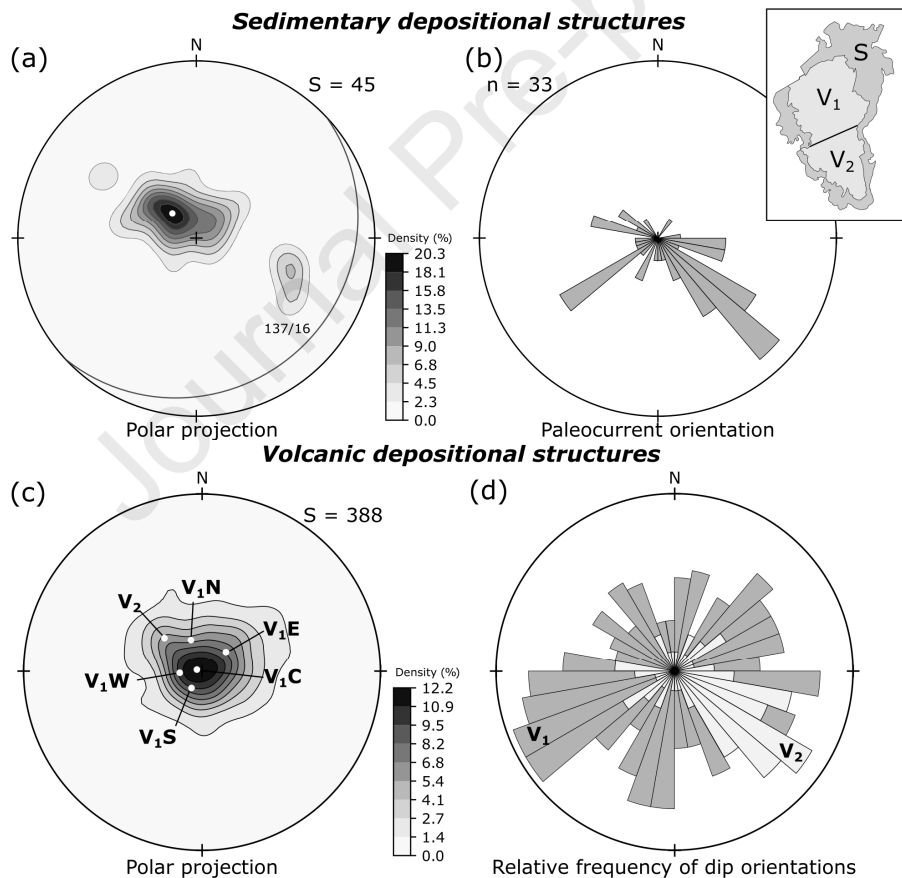 Sedimentary depositional structures
(a)
N
S = 45
137/16
Polar projection
Density (%)
20.3
18.1
15.8
13.5
11.3
9.0
6.8
4.5
2.3
0.0
(b)
N
n = 33
Paleocurrent orientation
S
V1
V2
Journal Pre-p
Volcanic depositional structures
(c)
N
S = 388
V2
V1N
V1E
V1W
V1C
V1S
Polar projection
Density (%)
12.2
10.9
9.5
8.2
6.8
5.4
4.1
2.7
1.4
0.0
(d)
N
V1
V2
Relative frequency of dip orientations